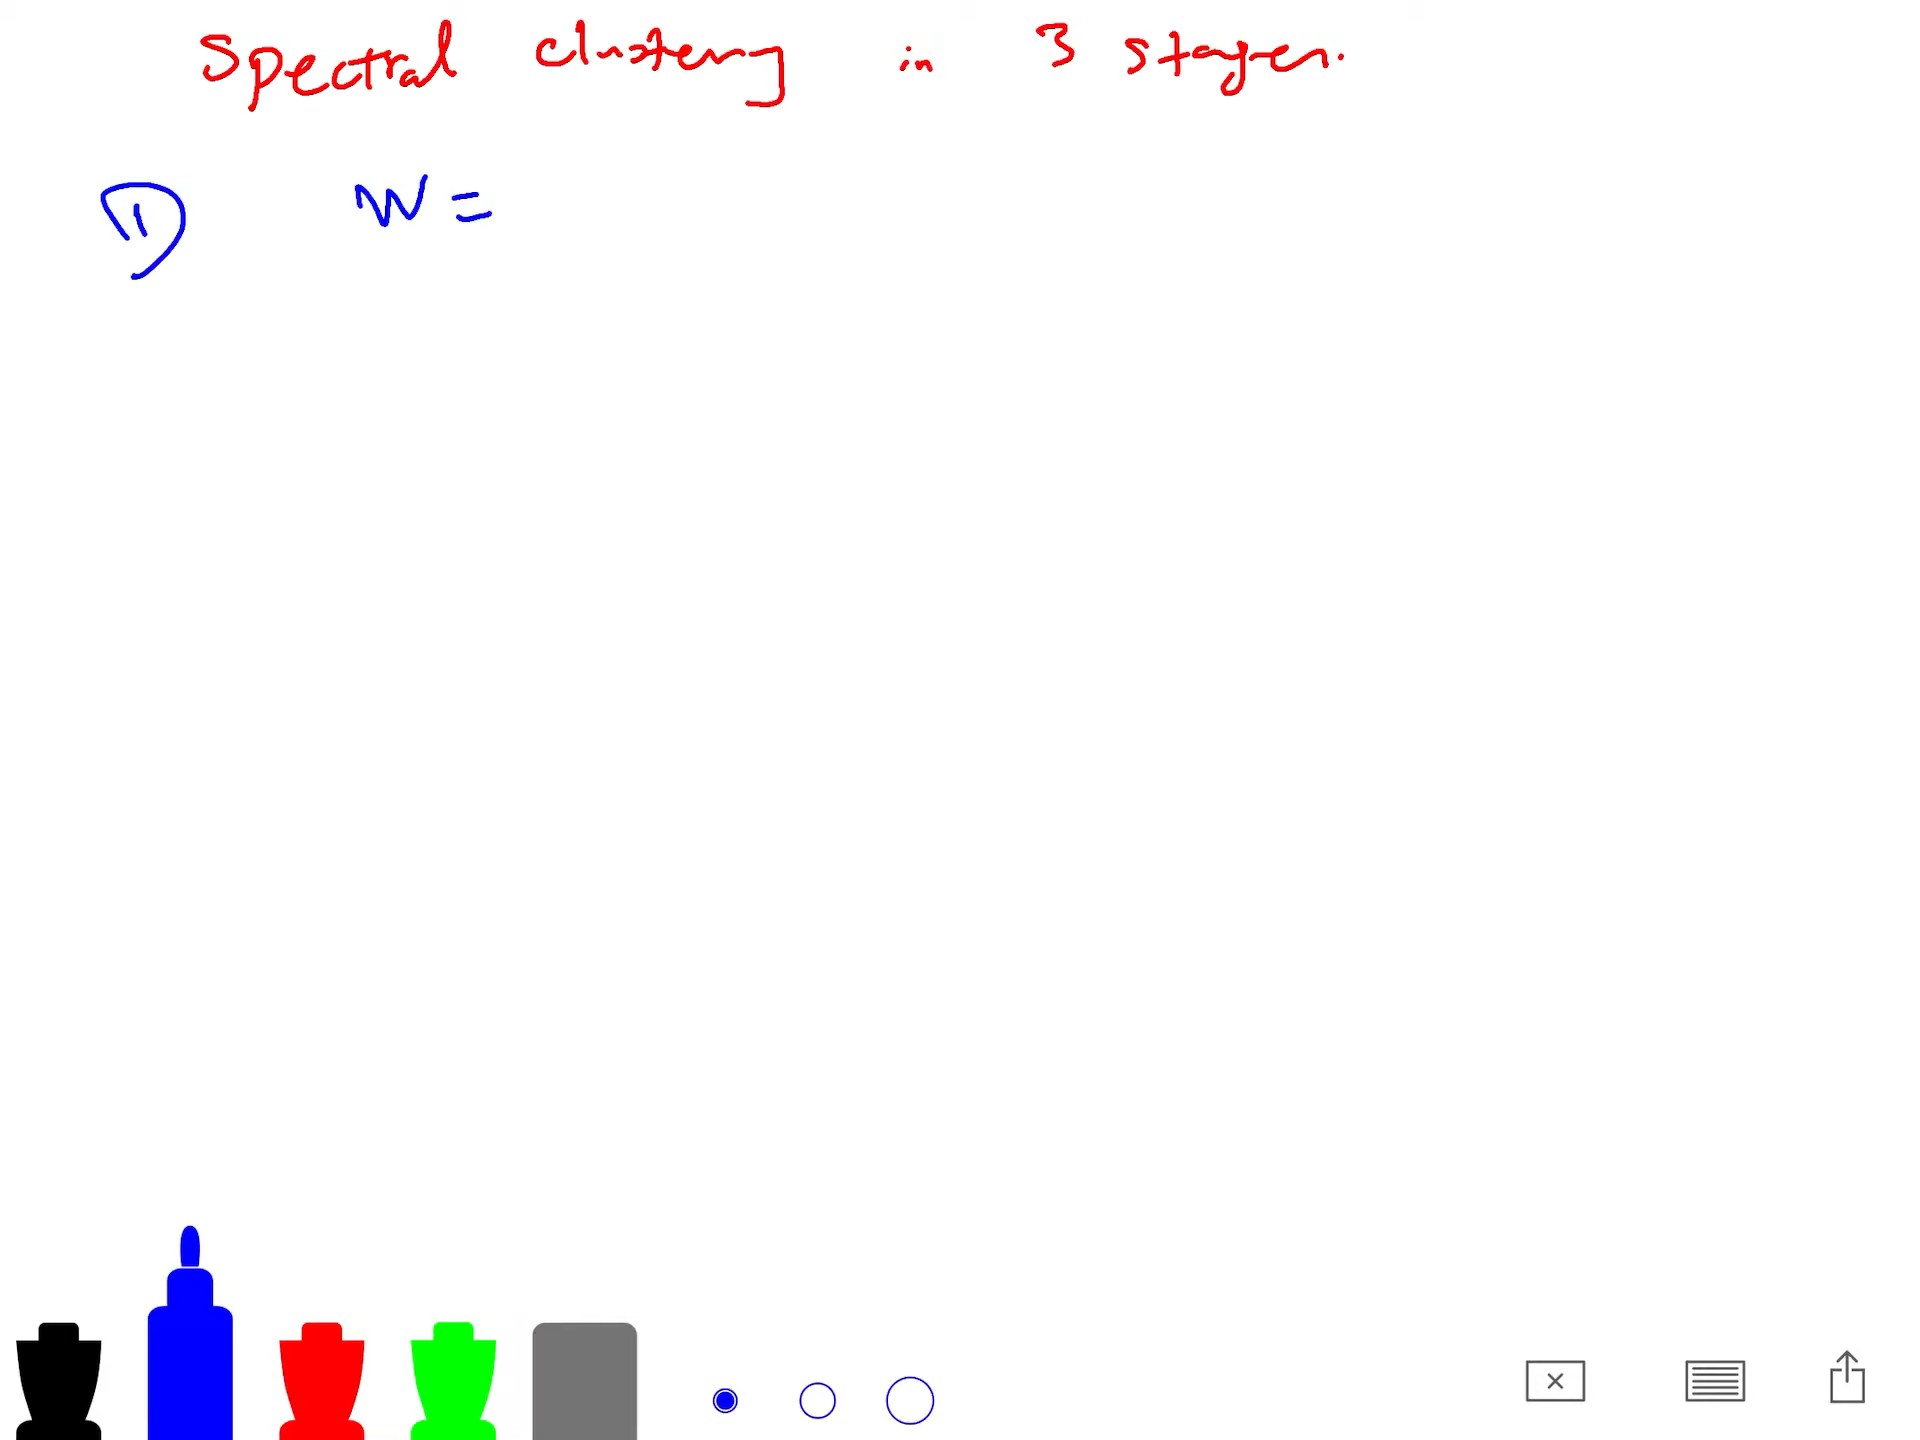 Spectral clustering in 3 stages.
① W =